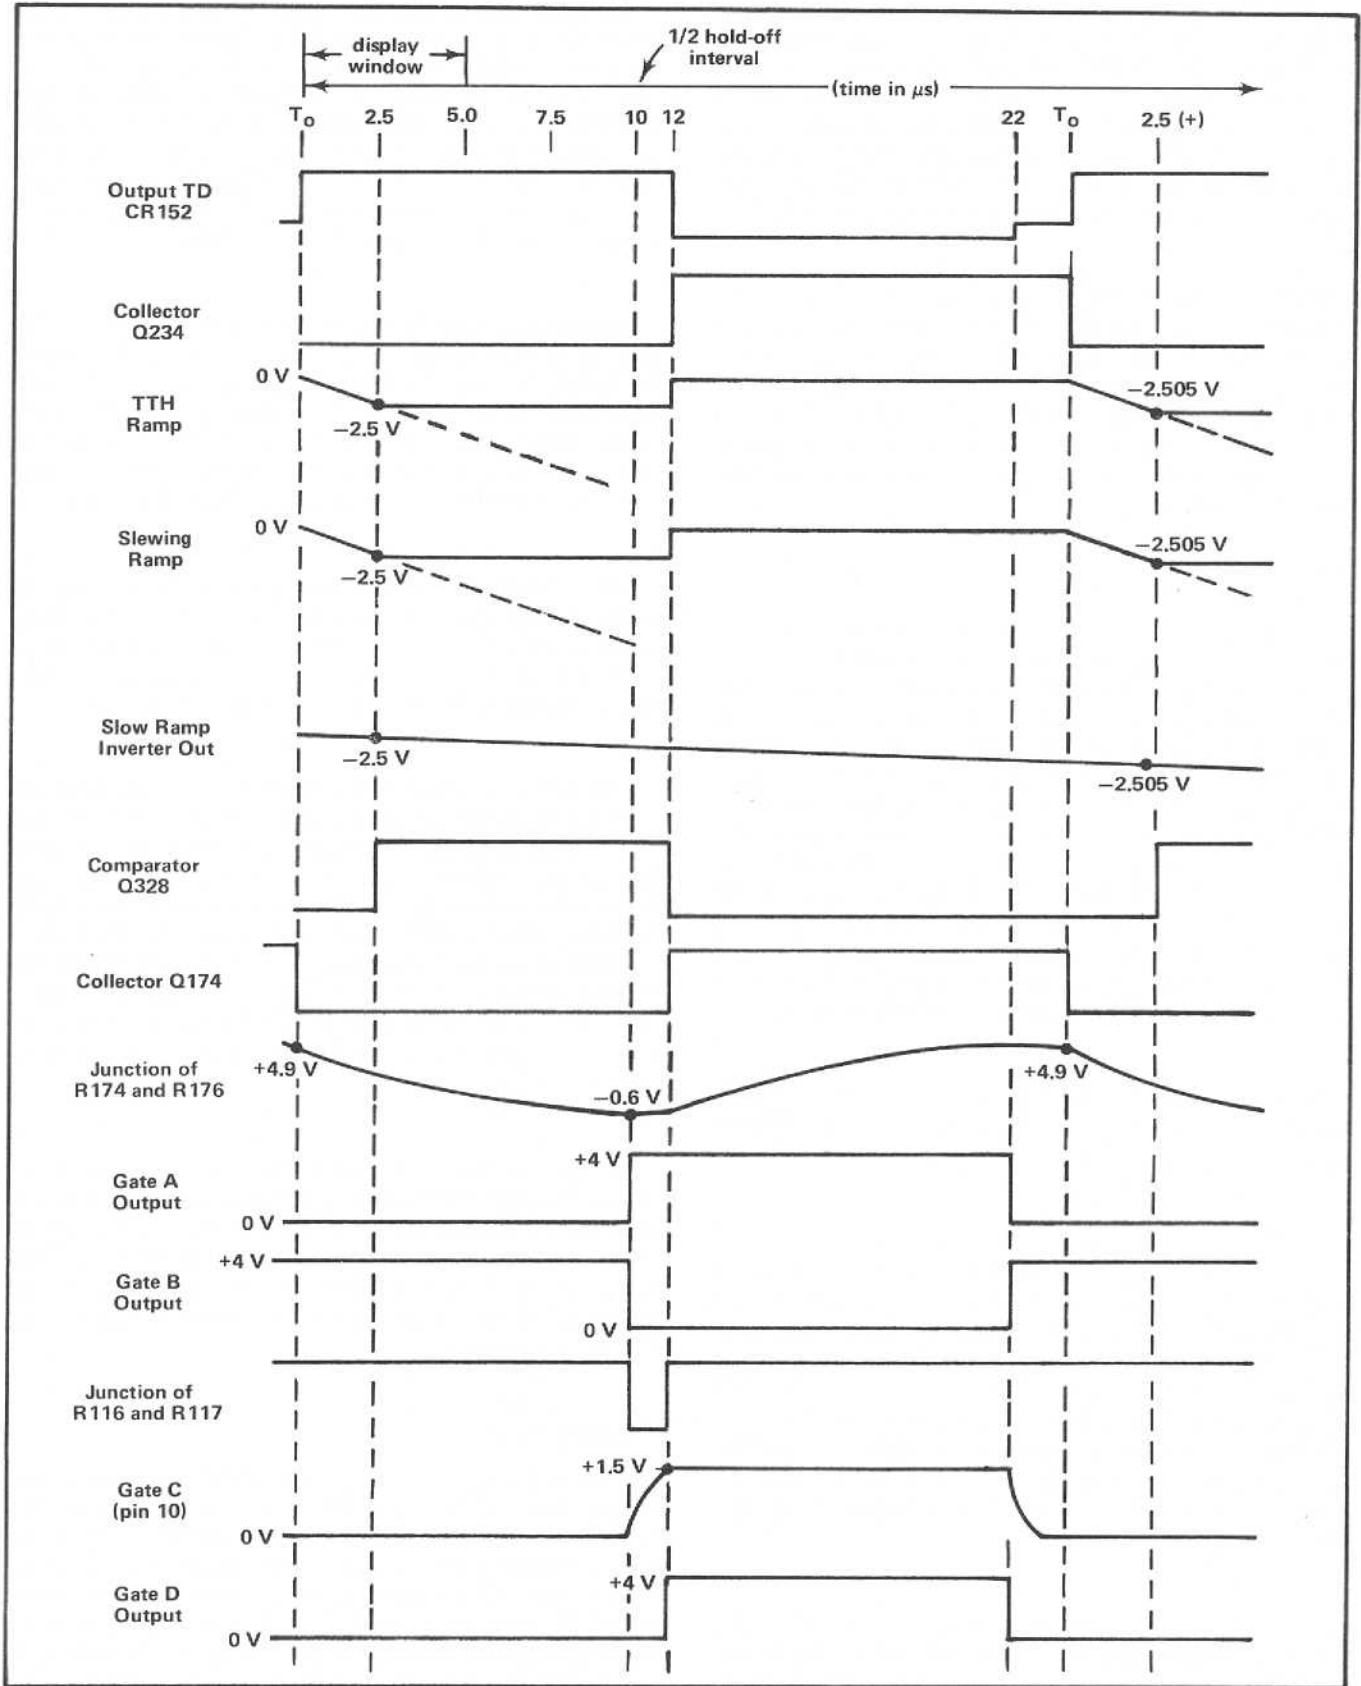 display
window
1/2 hold-off
interval
(time in μs)
To 2.5 5.0 7.5 10 12 22 To 2.5 (+)
Output TD
CR152
Collector
Q234
0 V
TTH
Ramp
−2.5 V
−2.505 V
0 V
Slewing
Ramp
−2.5 V
−2.505 V
Slow Ramp
Inverter Out
−2.5 V
−2.505 V
Comparator
Q328
Collector Q174
Junction of
R174 and R176
+4.9 V
−0.6 V
+4.9 V
+4 V
Gate A
Output
0 V
+4 V
Gate B
Output
0 V
Junction of
R116 and R117
+1.5 V
Gate C
(pin 10)
0 V
+4 V
Gate D
Output
0 V